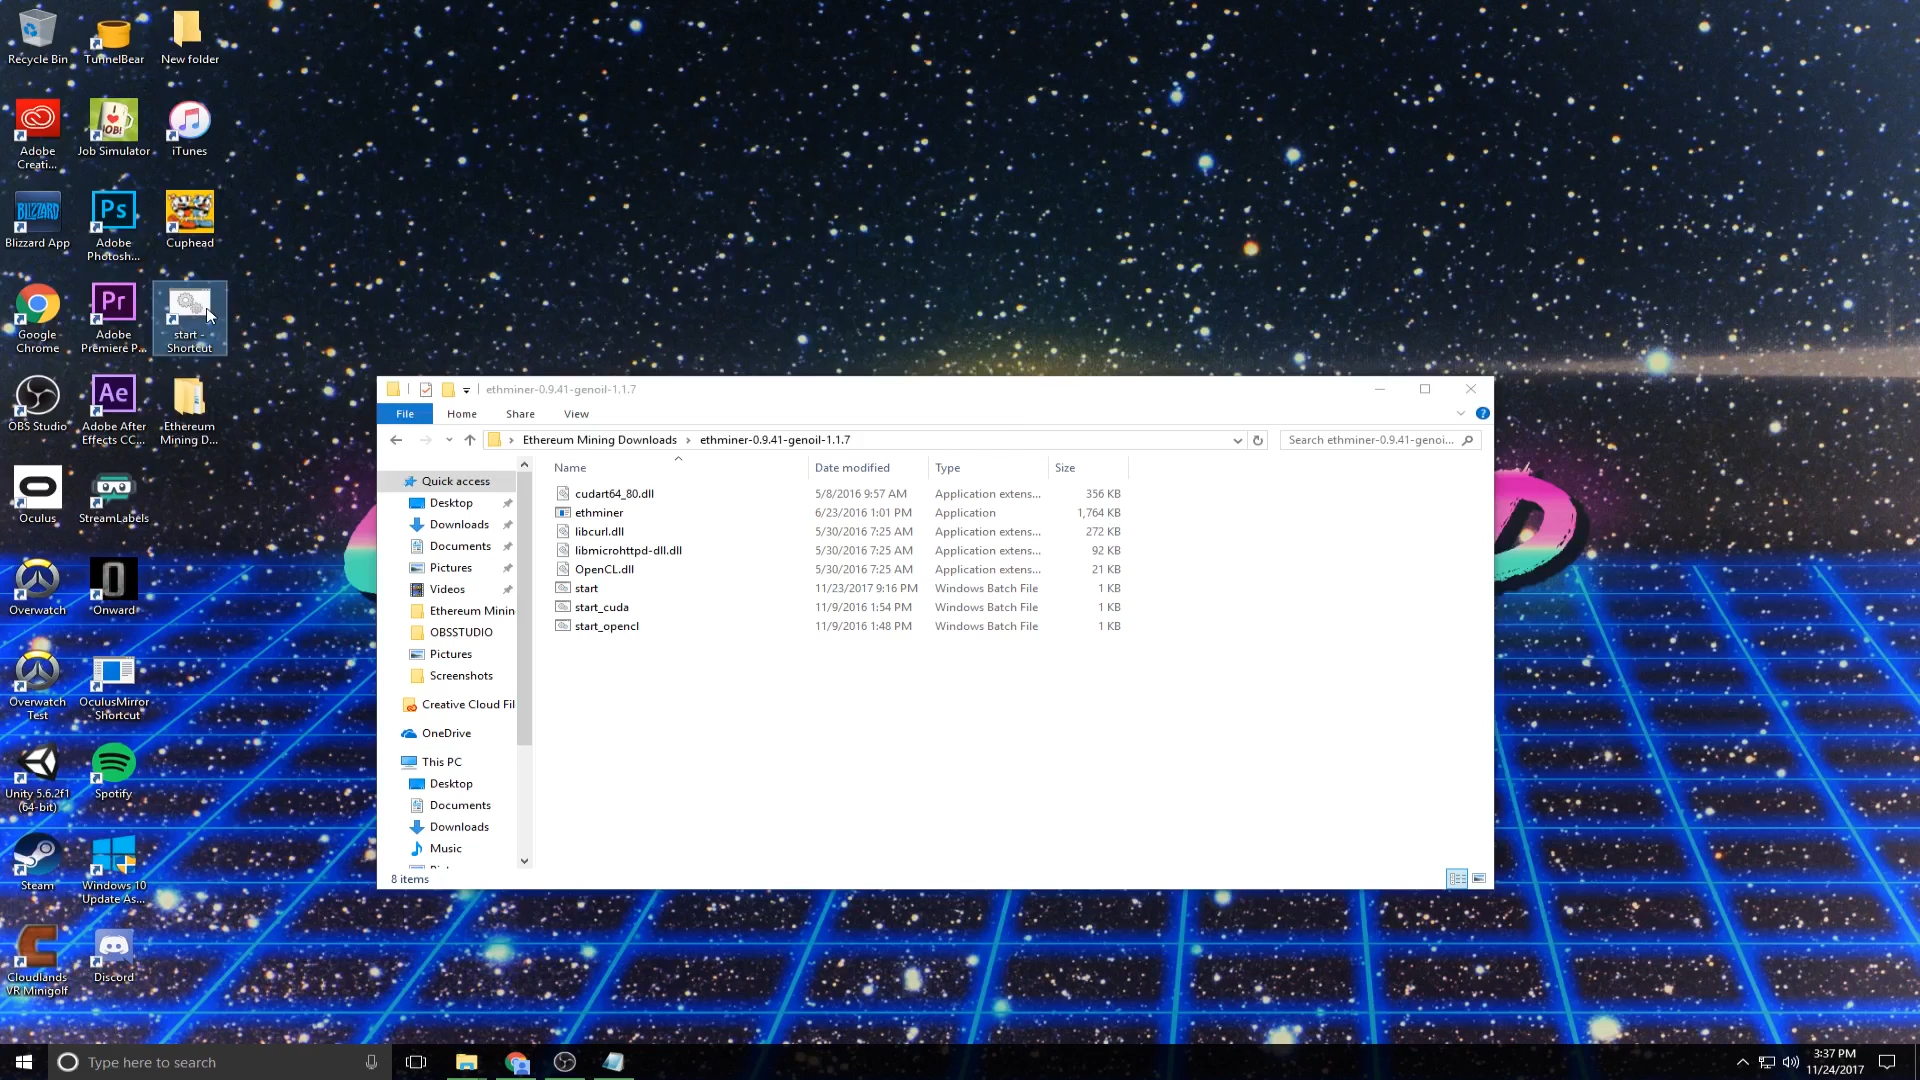 Recycle Bin
TunnelBear
New folder
Adobe
Creati...
Job Simulator
iTunes
I
JOB!
BLIZZARD
Blizzard App
Ps
Adobe
Photosh...
Cuphead
Google
Chrome
Pr
Adobe
Premiere P...
start -
Shortcut
OBS Studio
Ae
Adobe After
Effects CC...
Ethereum
Mining D...
Oculus
StreamLabels
Overwatch
Onward
Overwatch
Test
OculusMirror
- Shortcut
Unity 5.6.2f1
(64-bit)
Spotify
Steam
Windows 10
Update As...
Cloudlands
VR Minigolf
Discord
ethminer-0.9.41-genoil-1.1.7
File
Home
Share
View
Ethereum Mining Downloads
ethminer-0.9.41-genoil-1.1.7
Search ethminer-0.9.41-genoi...
Name
Date modified
Type
Size
cudart64_80.dll 5/8/2016 9:57 AM Application extens... 356 KB
ethminer 6/23/2016 1:01 PM Application 1,764 KB
libcurl.dll 5/30/2016 7:25 AM Application extens... 272 KB
libmicrohttpd-dll.dll 5/30/2016 7:25 AM Application extens... 92 KB
OpenCL.dll 5/30/2016 7:25 AM Application extens... 21 KB
start 11/23/2017 9:16 PM Windows Batch File 1 KB
start_cuda 11/9/2016 1:54 PM Windows Batch File 1 KB
start_opencl 11/9/2016 1:48 PM Windows Batch File 1 KB
Quick access
Desktop
Downloads
Documents
Pictures
Videos
Ethereum Minin
OBSSTUDIO
Pictures
Screenshots
Creative Cloud Fil
OneDrive
This PC
Desktop
Documents
Downloads
Music
8 items
D
Type here to search
3:37 PM
11/24/2017